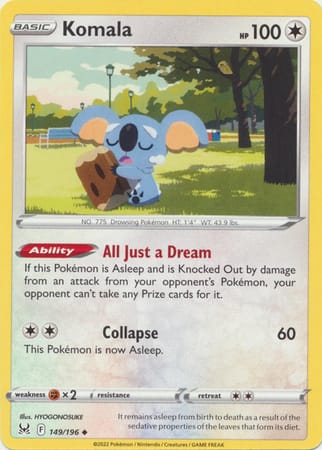 BASIC Komala HP 100
NO. 775 Drowsing Pokémon. HT. 1'4" WT. 43.9 lbs.
Ability All Just a Dream
If this Pokémon is Asleep and is Knocked Out by damage
from an attack from your opponent's Pokémon, your
opponent can't take any Prize cards for it.
Collapse 60
This Pokémon is now Asleep.
weakness ×2 resistance retreat
Illus. HYOGONOSUKE
F 149/196
It remains asleep from birth to death as a result of the
sedative properties of the leaves that form its diet.
©2022 Pokémon / Nintendo / Creatures / GAME FREAK